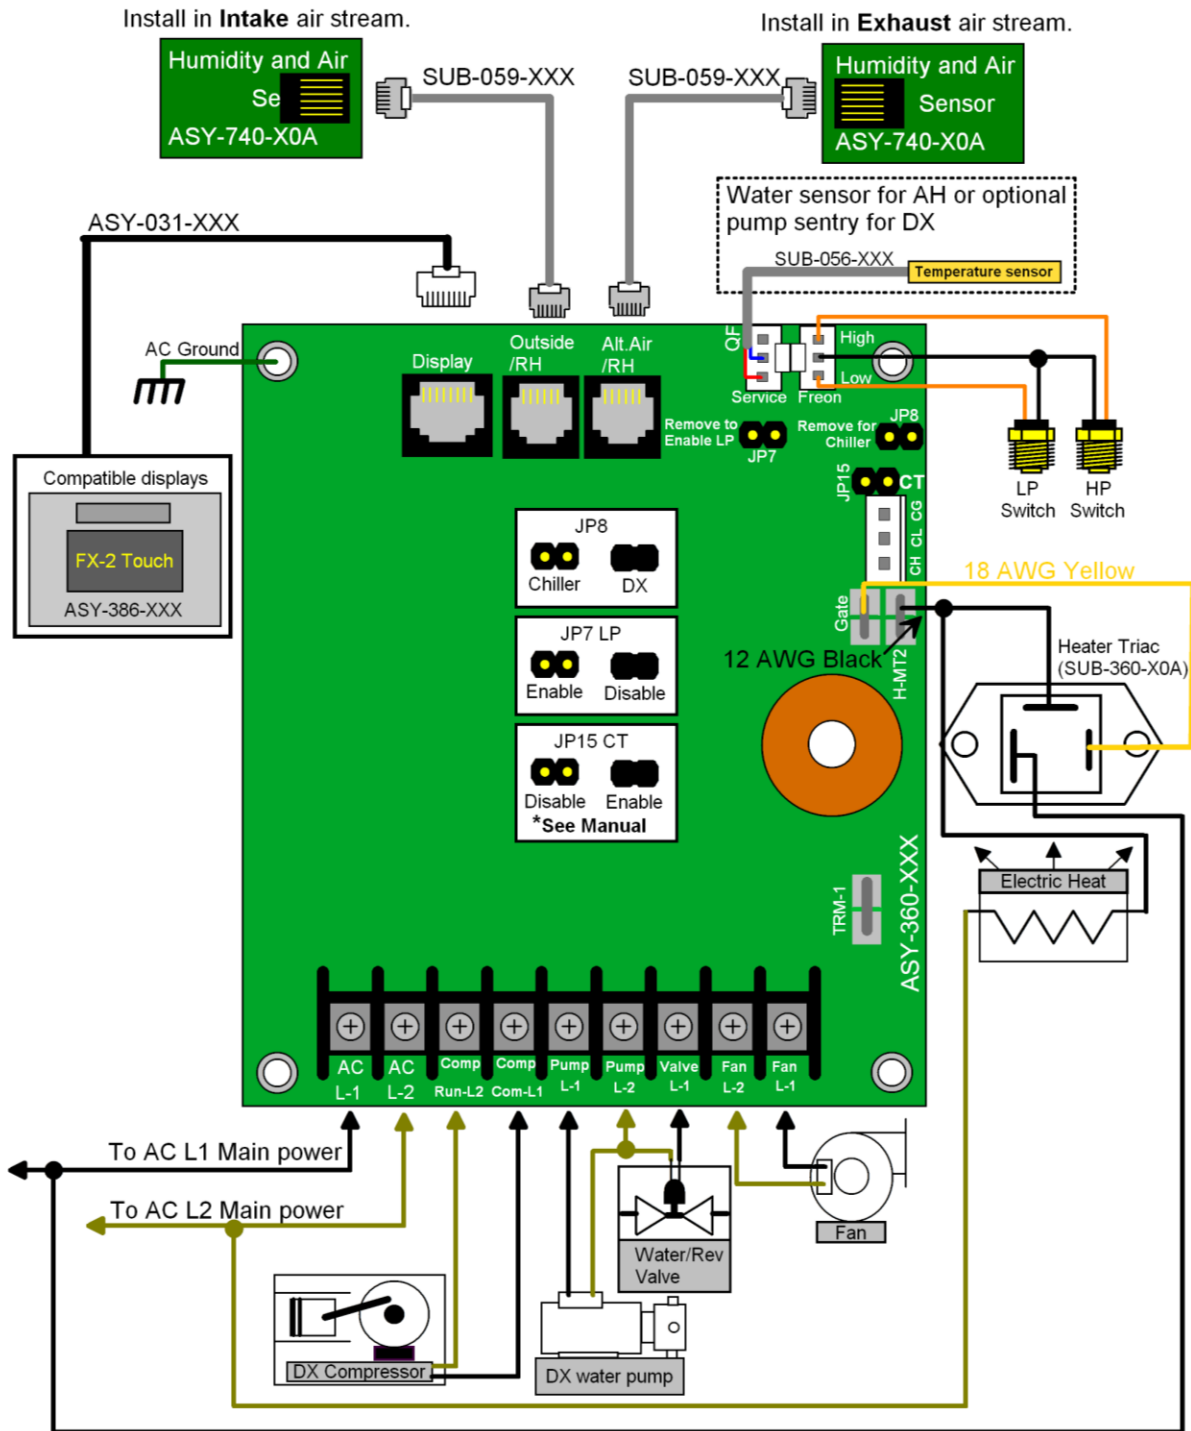 Install in Intake air stream.
Install in Exhaust air stream.
Humidity and Air
Se
ASY-740-X0A
SUB-059-XXX
SUB-059-XXX
Humidity and Air
Sensor
ASY-740-X0A
Water sensor for AH or optional
pump sentry for DX
SUB-056-XXX
Temperature sensor
ASY-031-XXX
AC Ground
Display
Outside
/RH
Alt.Air
/RH
QF
Service
High
Low
Freon
Remove to
Enable LP
JP7
Remove for
Chiller
JP8
JP15
CT
CG
CL
CH
LP
Switch
HP
Switch
Compatible displays
FX-2 Touch
ASY-386-XXX
JP8
Chiller
DX
JP7 LP
Enable
Disable
JP15 CT
Disable
Enable
*See Manual
18 AWG Yellow
Gate
H-MT2
12 AWG Black
Heater Triac
(SUB-360-X0A)
Electric Heat
TRM-1
ASY-360-XXX
AC
L-1
AC
L-2
Comp
Run-L2
Comp
Com-L1
Pump
L-1
Pump
L-2
Valve
L-1
Fan
L-2
Fan
L-1
To AC L1 Main power
To AC L2 Main power
Water/Rev
Valve
Fan
DX Compressor
DX water pump